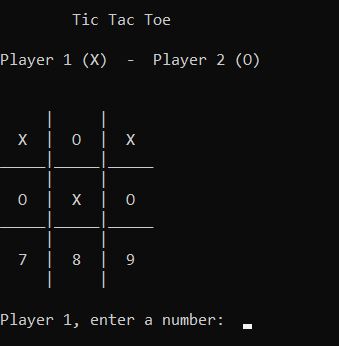 Tic Tac Toe
Player 1 (X)  -  Player 2 (O)
X | O | X
O | X | O
7 | 8 | 9
Player 1, enter a number: